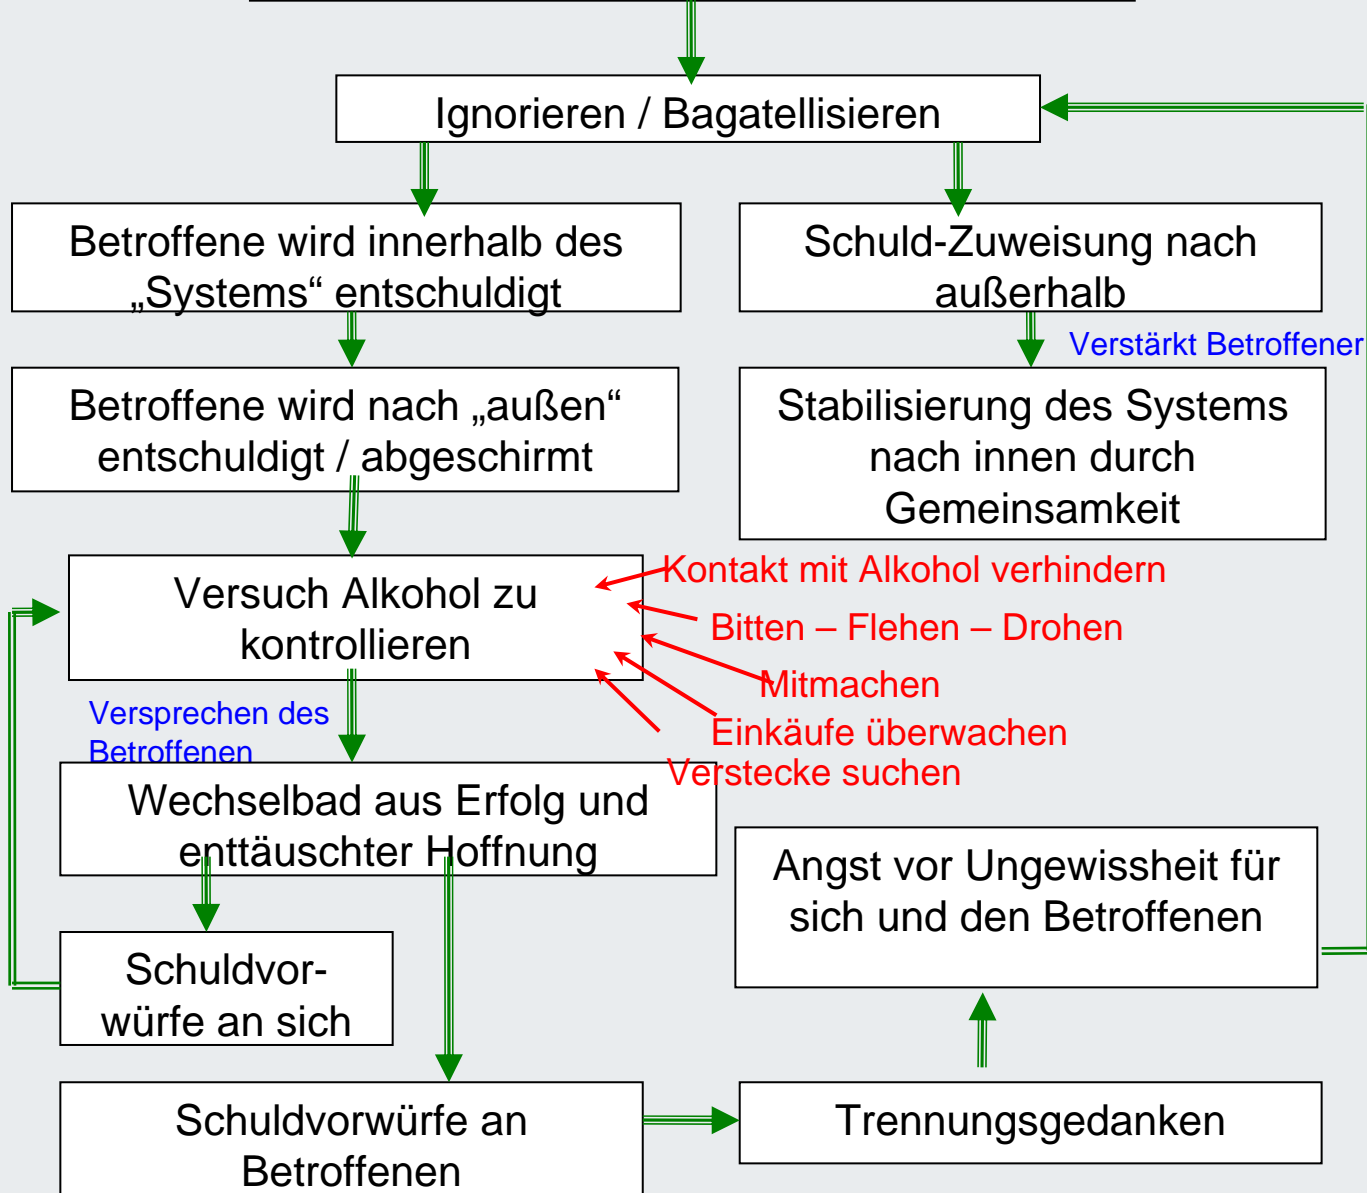 Ignorieren / Bagatellisieren
Betroffene wird innerhalb des
„Systems“ entschuldigt
Schuld-Zuweisung nach
außerhalb
Verstärkt Betroffener
Betroffene wird nach „außen“
entschuldigt / abgeschirmt
Stabilisierung des Systems
nach innen durch
Gemeinsamkeit
Versuch Alkohol zu
kontrollieren
Kontakt mit Alkohol verhindern
Bitten – Flehen – Drohen
Mitmachen
Einkäufe überwachen
Verstecke suchen
Versprechen des
Betroffenen
Wechselbad aus Erfolg und
enttäuschter Hoffnung
Angst vor Ungewissheit für
sich und den Betroffenen
Schuldvor-
würfe an sich
Schuldvorwürfe an
Betroffenen
Trennungsgedanken